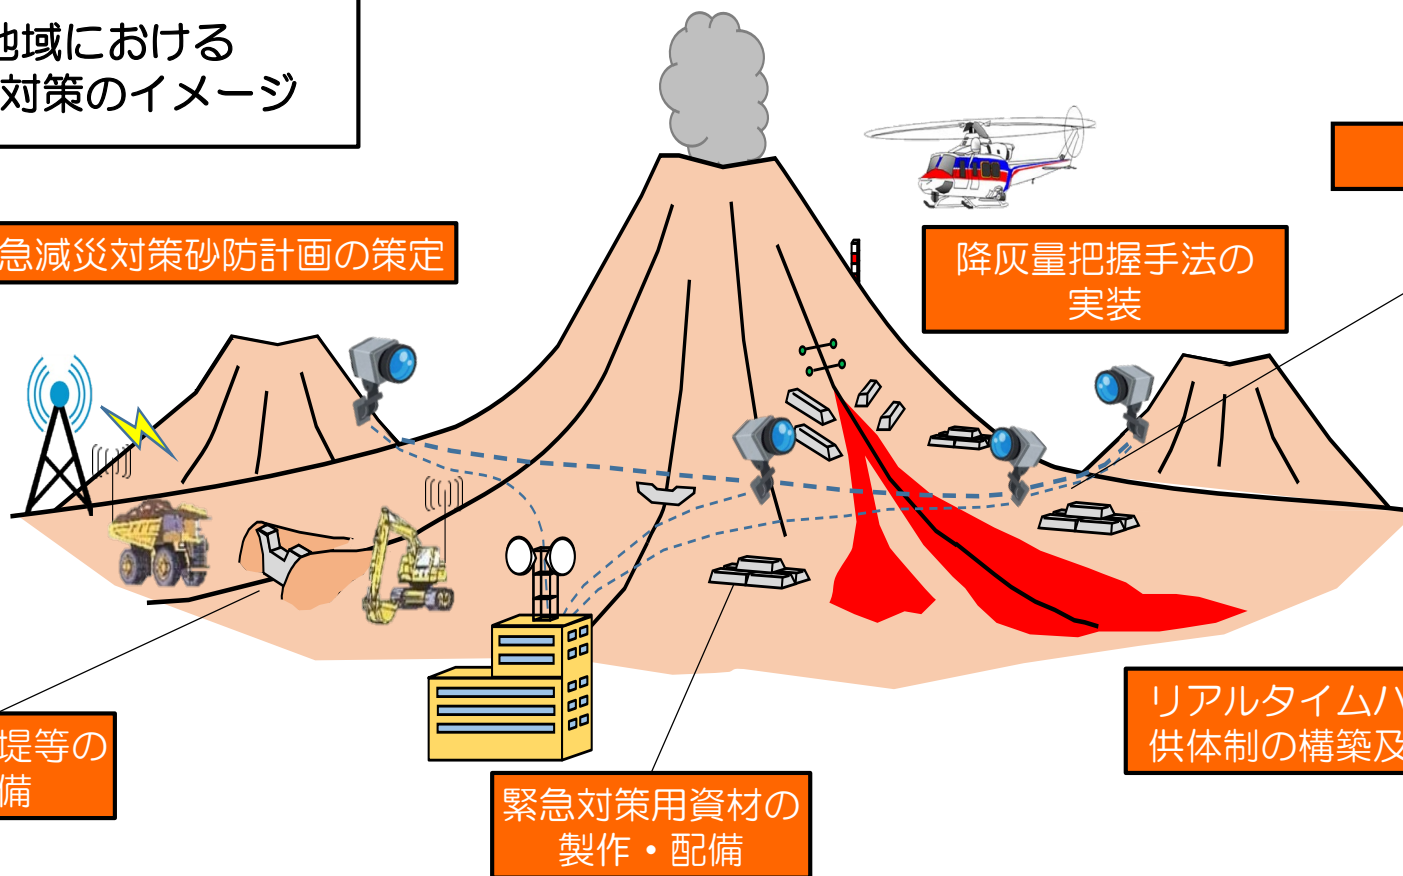 地域における
対策のイメージ
急減災対策砂防計画の策定
降灰量把握手法の
実装
堤等の
備
緊急対策用資材の
製作・配備
リアルタイムハ
供体制の構築及